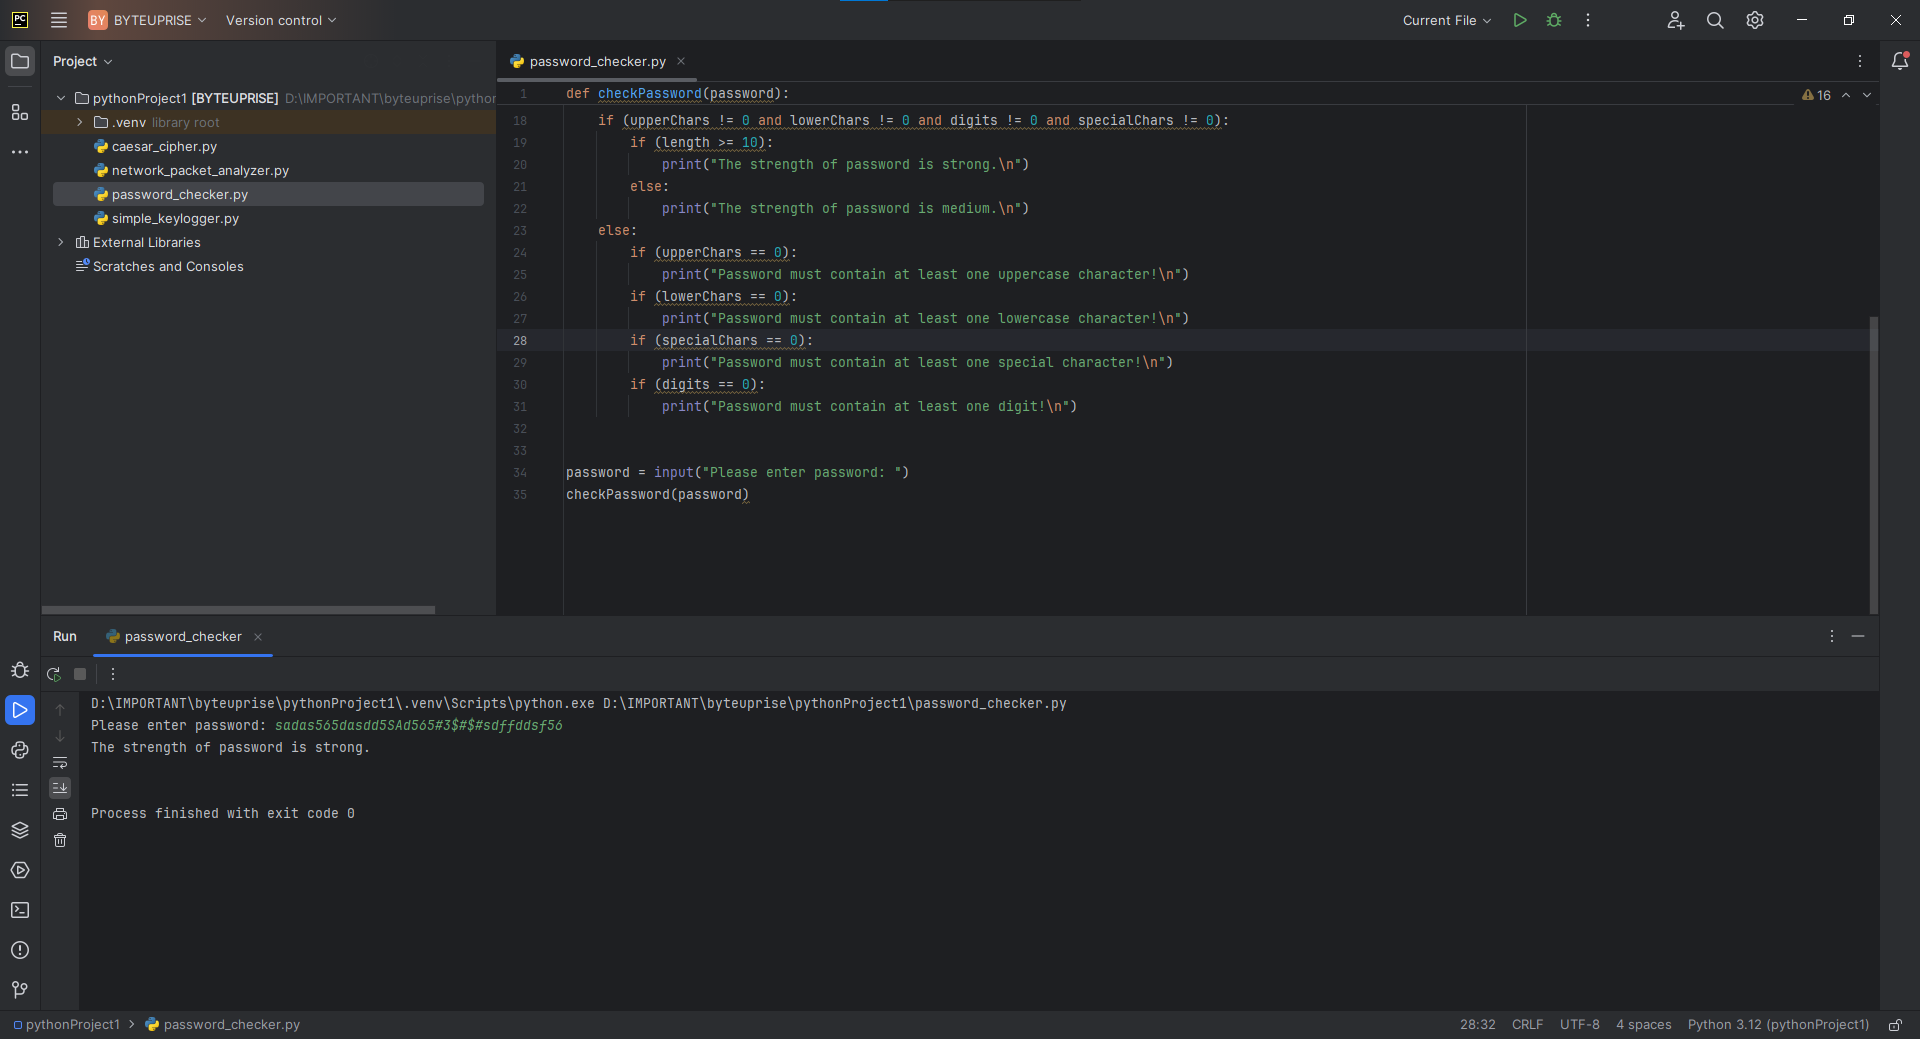 PC BY BYTEUPRISE Version control Current File
Project
pythonProject1 [BYTEUPRISE] D:\IMPORTANT\byteuprise\python
.venv library root
caesar_cipher.py
network_packet_analyzer.py
password_checker.py
simple_keylogger.py
External Libraries
Scratches and Consoles
password_checker.py
16
1 def checkPassword(password):
18 if (upperChars != 0 and lowerChars != 0 and digits != 0 and specialChars != 0):
19 if (length >= 10):
20 print("The strength of password is strong.\n")
21 else:
22 print("The strength of password is medium.\n")
23 else:
24 if (upperChars == 0):
25 print("Password must contain at least one uppercase character!\n")
26 if (lowerChars == 0):
27 print("Password must contain at least one lowercase character!\n")
28 if (specialChars == 0):
29 print("Password must contain at least one special character!\n")
30 if (digits == 0):
31 print("Password must contain at least one digit!\n")
32
33
34 password = input("Please enter password: ")
35 checkPassword(password)
Run password_checker
D:\IMPORTANT\byteuprise\pythonProject1\.venv\Scripts\python.exe D:\IMPORTANT\byteuprise\pythonProject1\password_checker.py
Please enter password: sadas565dasdd5SAd565#3$#$#sdffddsf56
The strength of password is strong.
Process finished with exit code 0
pythonProject1 password_checker.py 28:32 CRLF UTF-8 4 spaces Python 3.12 (pythonProject1)